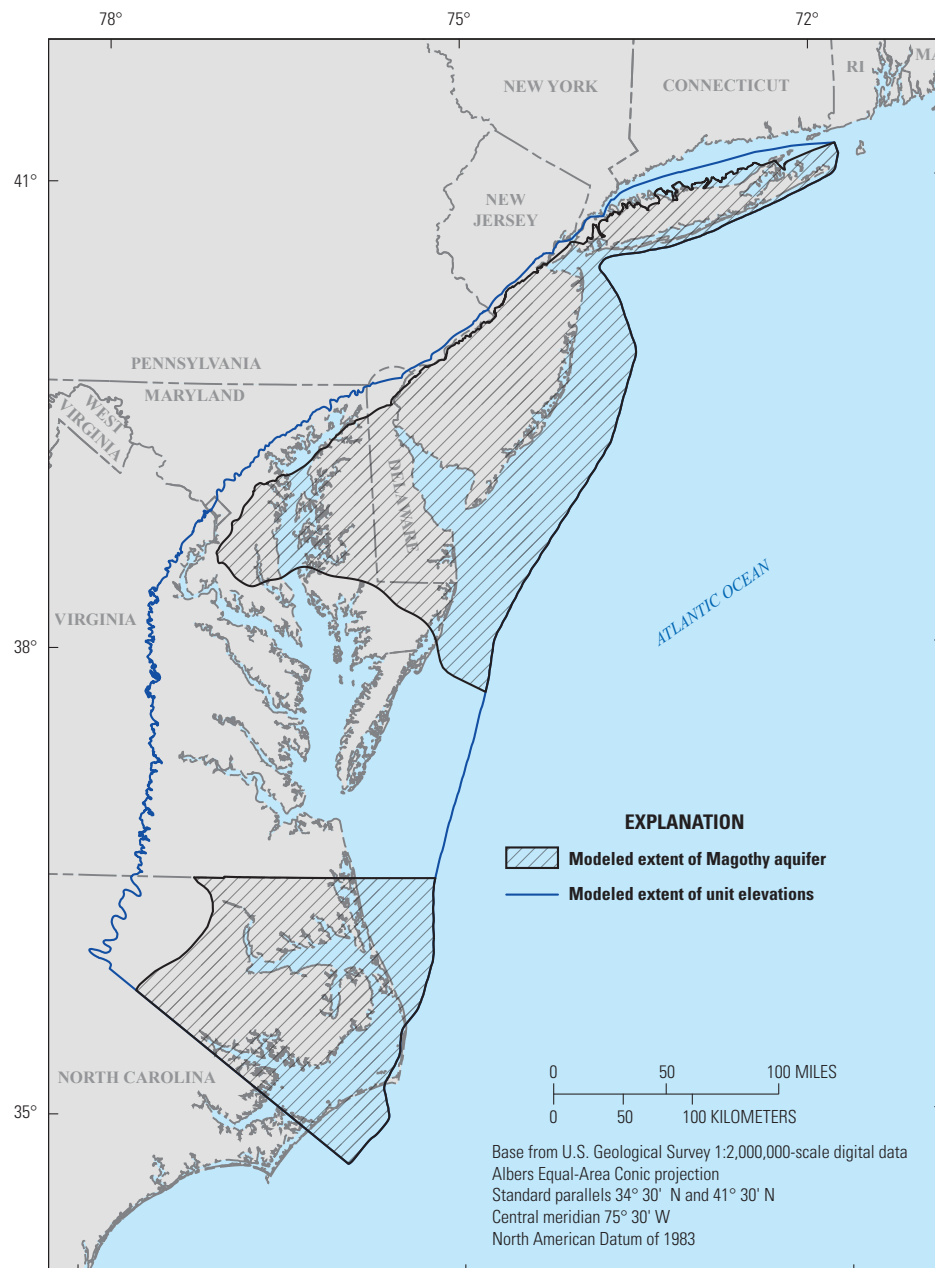 78°
75°
72°
NEW YORK
CONNECTICUT
RI
MA
41°
NEW
JERSEY
PENNSYLVANIA
MARYLAND
WEST
VIRGINIA
DELAWARE
ATLANTIC OCEAN
VIRGINIA
38°
EXPLANATION
Modeled extent of Magothy aquifer
Modeled extent of unit elevations
NORTH CAROLINA
35°
0 50 100 MILES
0 50 100 KILOMETERS
Base from U.S. Geological Survey 1:2,000,000-scale digital data
Albers Equal-Area Conic projection
Standard parallels 34° 30' N and 41° 30' N
Central meridian 75° 30' W
North American Datum of 1983